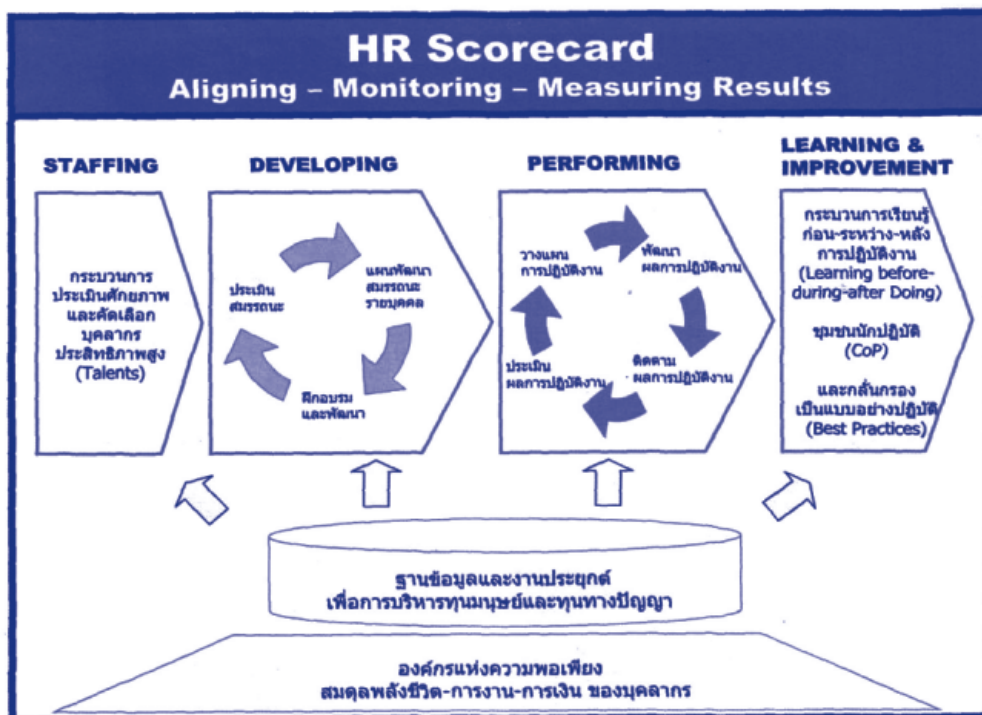 HR Scorecard
Aligning – Monitoring – Measuring Results
STAFFING
กระบวนการ
ประเมินศักยภาพ
และคัดเลือก
บุคลากร
ประสิทธิภาพสูง
(Talents)
DEVELOPING
ประเมิน
สมรรถนะ
แผนพัฒนา
สมรรถนะ
รายบุคคล
ฝึกอบรม
และพัฒนา
PERFORMING
วางแผน
การปฏิบัติงาน
พัฒนา
ผลการปฏิบัติงาน
ประเมิน
ผลการปฏิบัติงาน
ติดตาม
ผลการปฏิบัติงาน
LEARNING &
IMPROVEMENT
กระบวนการเรียนรู้
ก่อน-ระหว่าง-หลัง
การปฏิบัติงาน
(Learning before-
during-after Doing)
ชุมชนนักปฏิบัติ
(CoP)
และกลั่นกรอง
เป็นแบบอย่างปฏิบัติ
(Best Practices)
ฐานข้อมูลและงานประยุกต์
เพื่อการบริหารทุนมนุษย์และทุนทางปัญญา
องค์กรแห่งความพอเพียง
สมดุลพลังชีวิต-การงาน-การเงิน ของบุคลากร